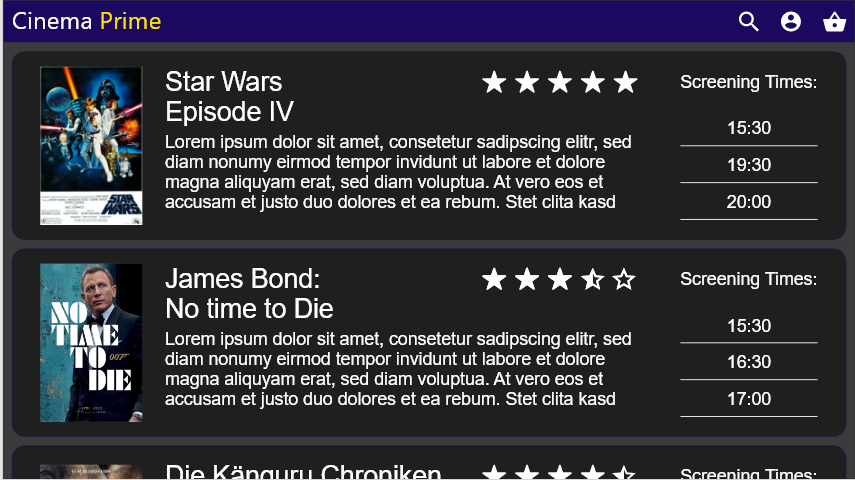 Cinema Prime
Star Wars
Episode IV
Lorem ipsum dolor sit amet, consetetur sadipscing elitr, sed
diam nonumy eirmod tempor invidunt ut labore et dolore
magna aliquyam erat, sed diam voluptua. At vero eos et
accusam et justo duo dolores et ea rebum. Stet clita kasd
Screening Times:
15:30
19:30
20:00
STAR
WARS
James Bond:
No time to Die
Lorem ipsum dolor sit amet, consetetur sadipscing elitr, sed
diam nonumy eirmod tempor invidunt ut labore et dolore
magna aliquyam erat, sed diam voluptua. At vero eos et
accusam et justo duo dolores et ea rebum. Stet clita kasd
Screening Times:
15:30
16:30
17:00
NO
TIME
TO 007
DIE
Die Känguru Chroniken
Screening Times: